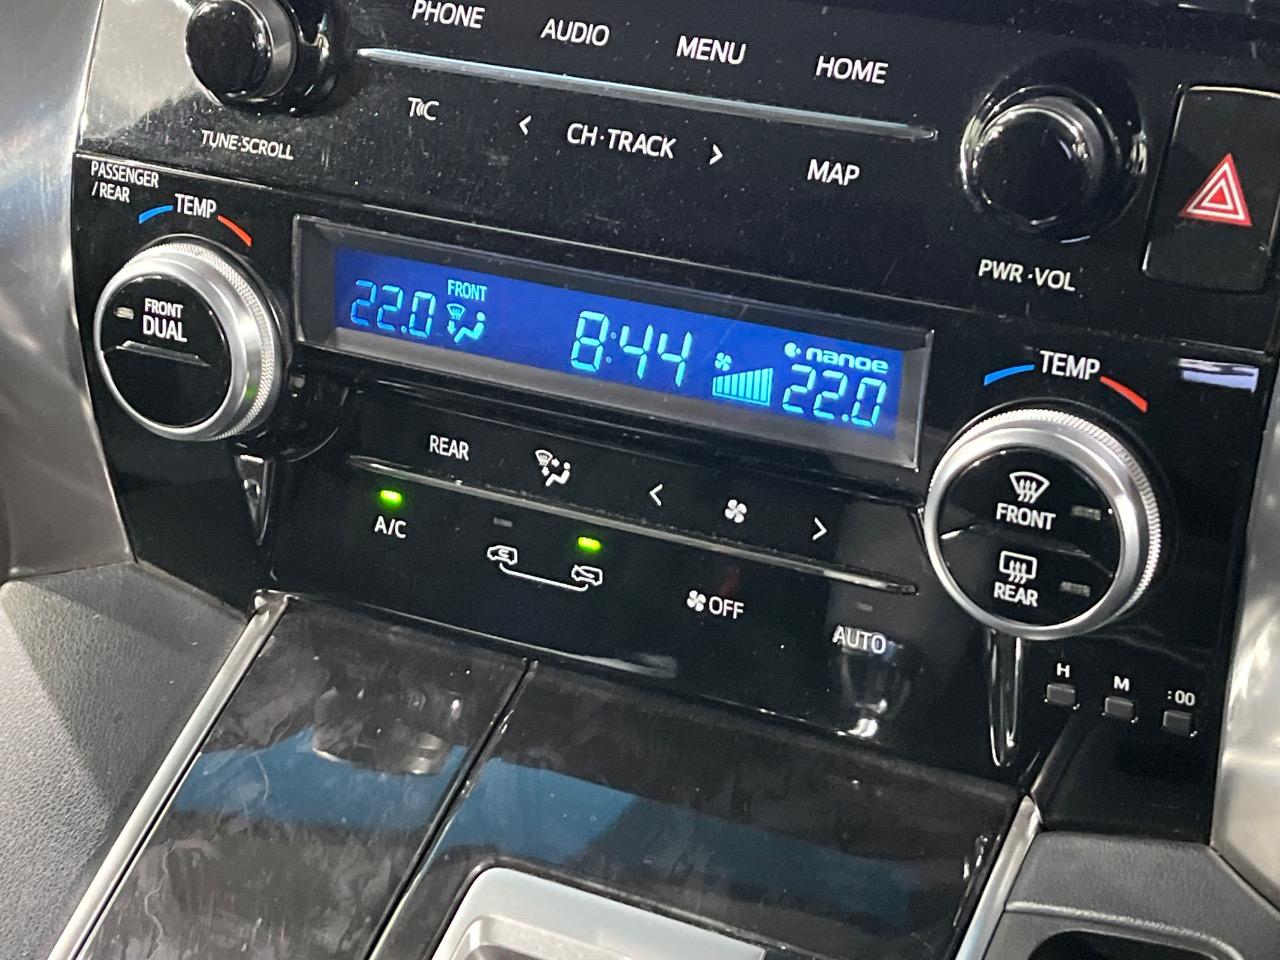 PHONE
AUDIO
MENU
HOME
TUNE·SCROLL
< CH·TRACK >
MAP
PWR·VOL
PASSENGER
/REAR
TEMP
FRONT
DUAL
22.0
FRONT
8:44
nanoe
22.0
TEMP
FRONT
REAR
REAR
< >
A/C
OFF
AUTO
H
M
:00